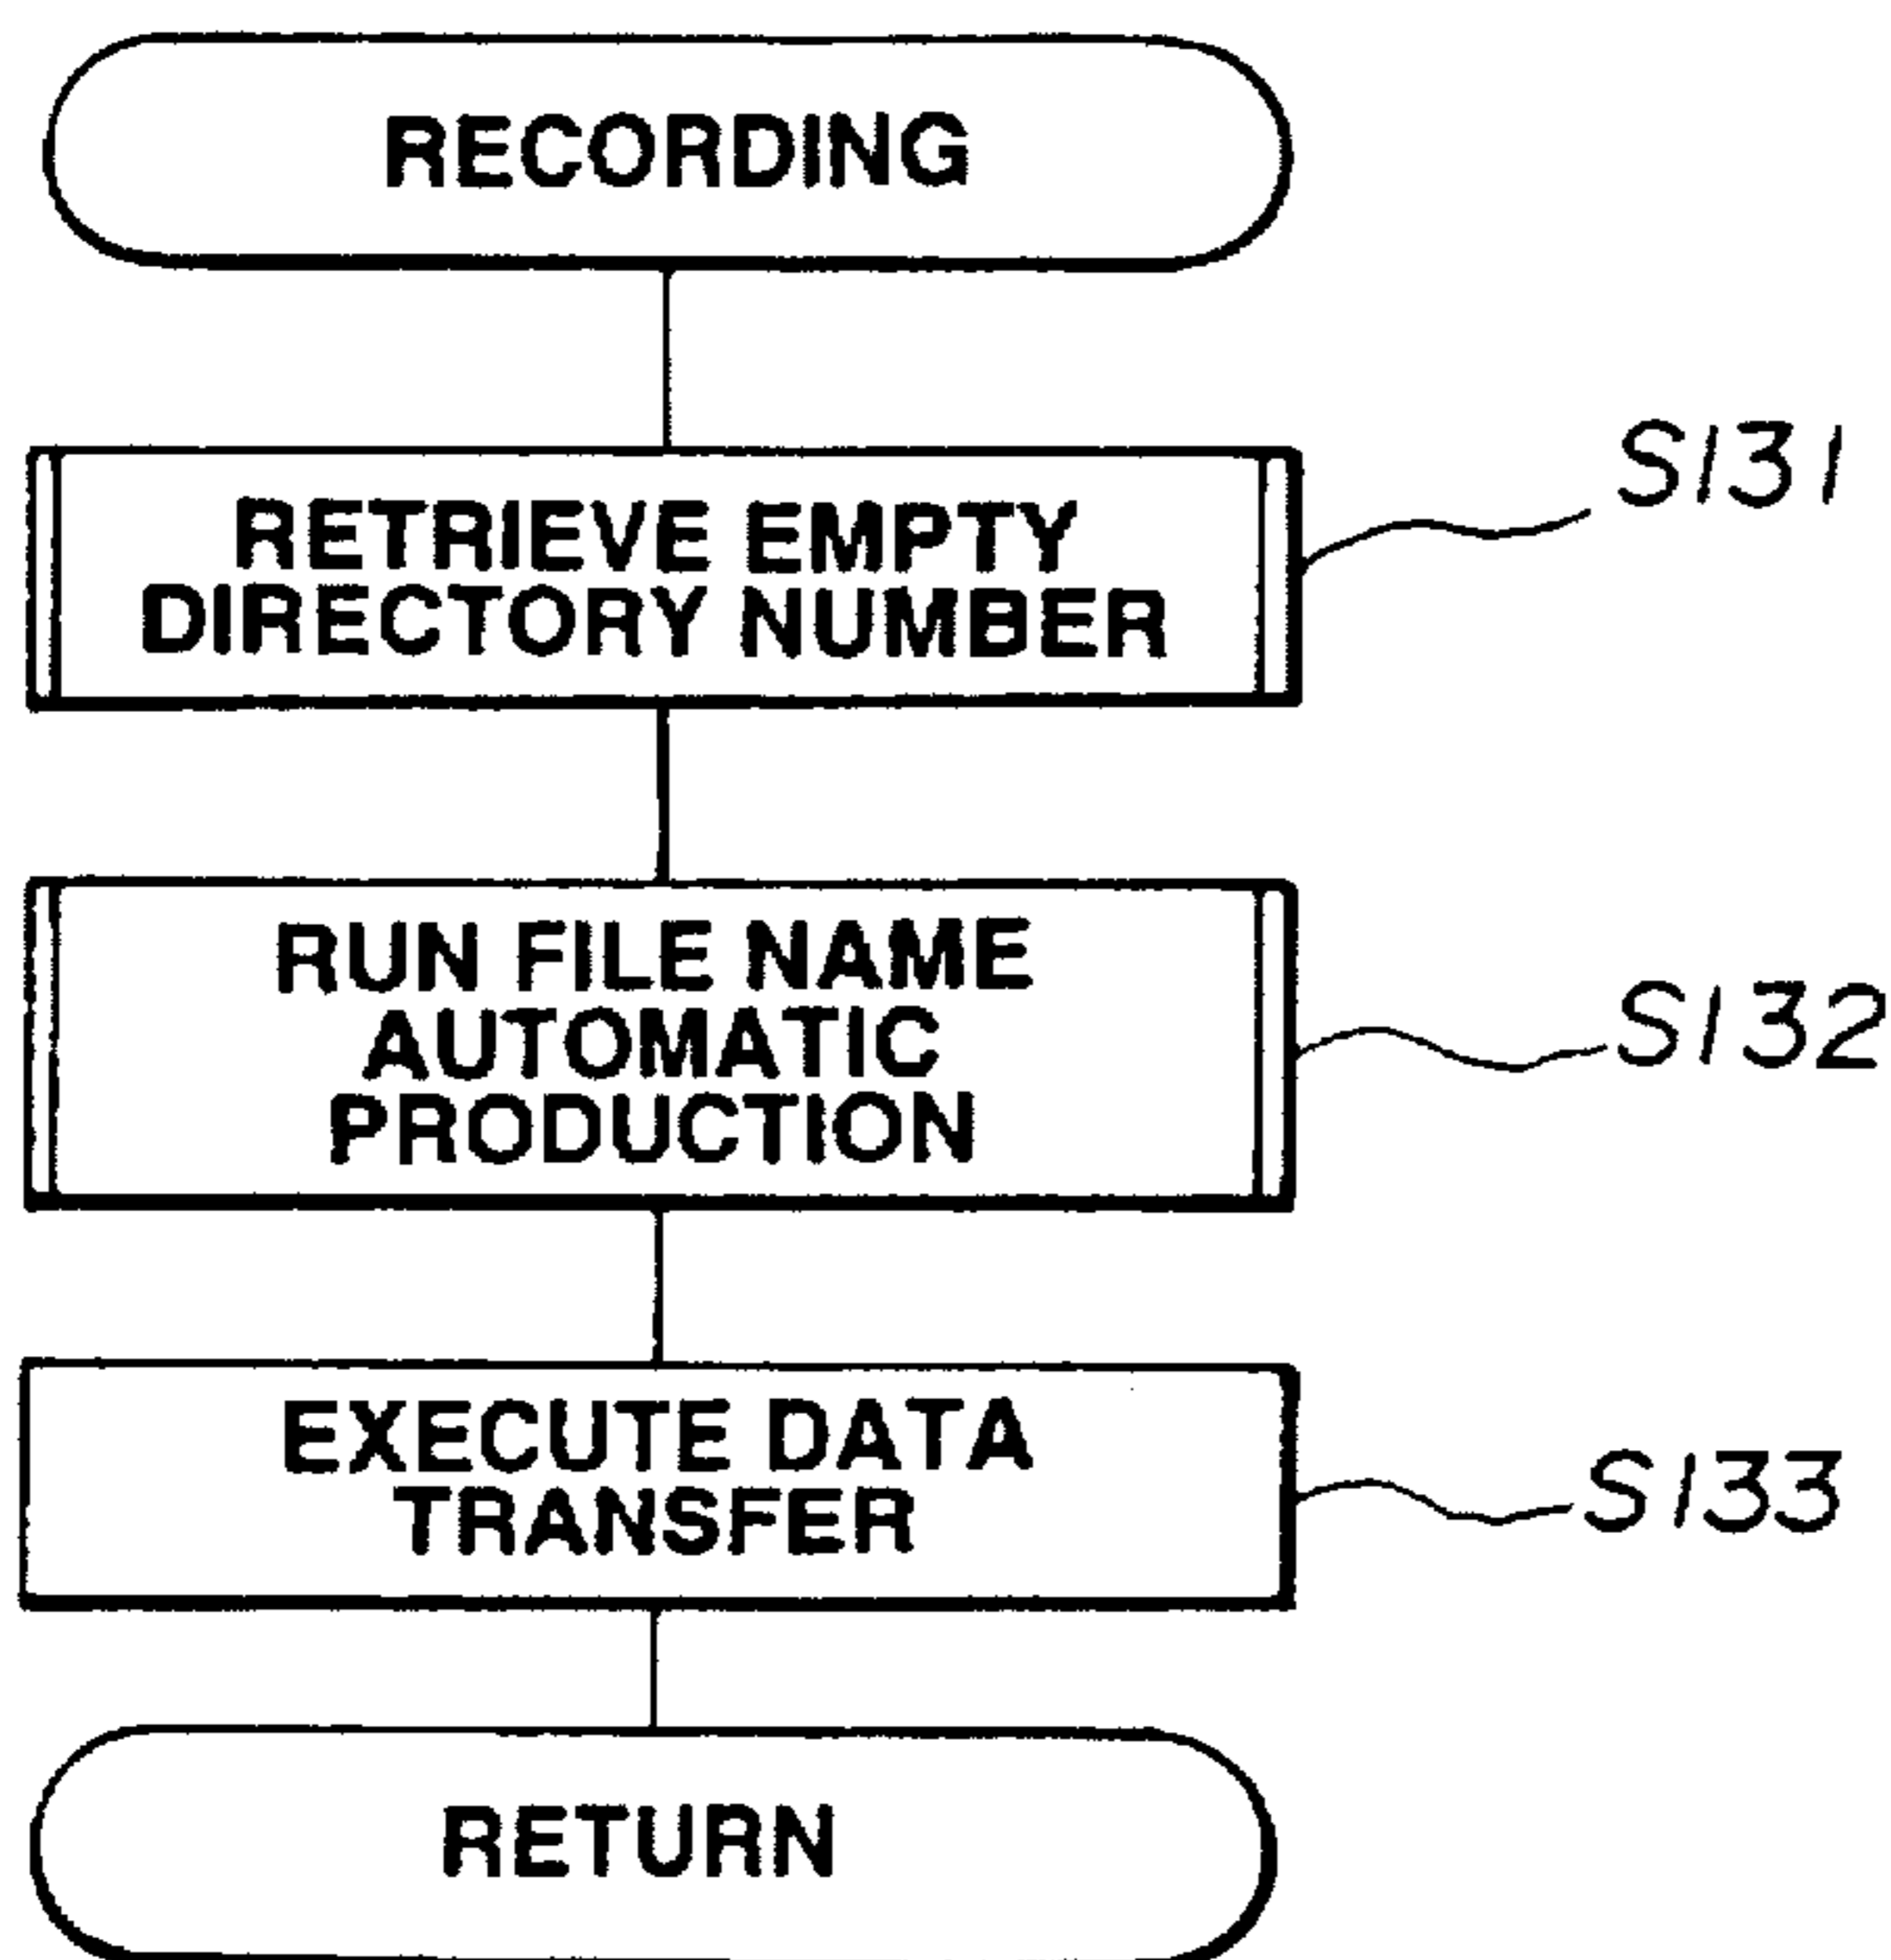 RECORDING
RETRIEVE EMPTY
DIRECTORY NUMBER
S131
RUN FILE NAME
AUTOMATIC
PRODUCTION
S132
EXECUTE DATA
TRANSFER
S133
RETURN